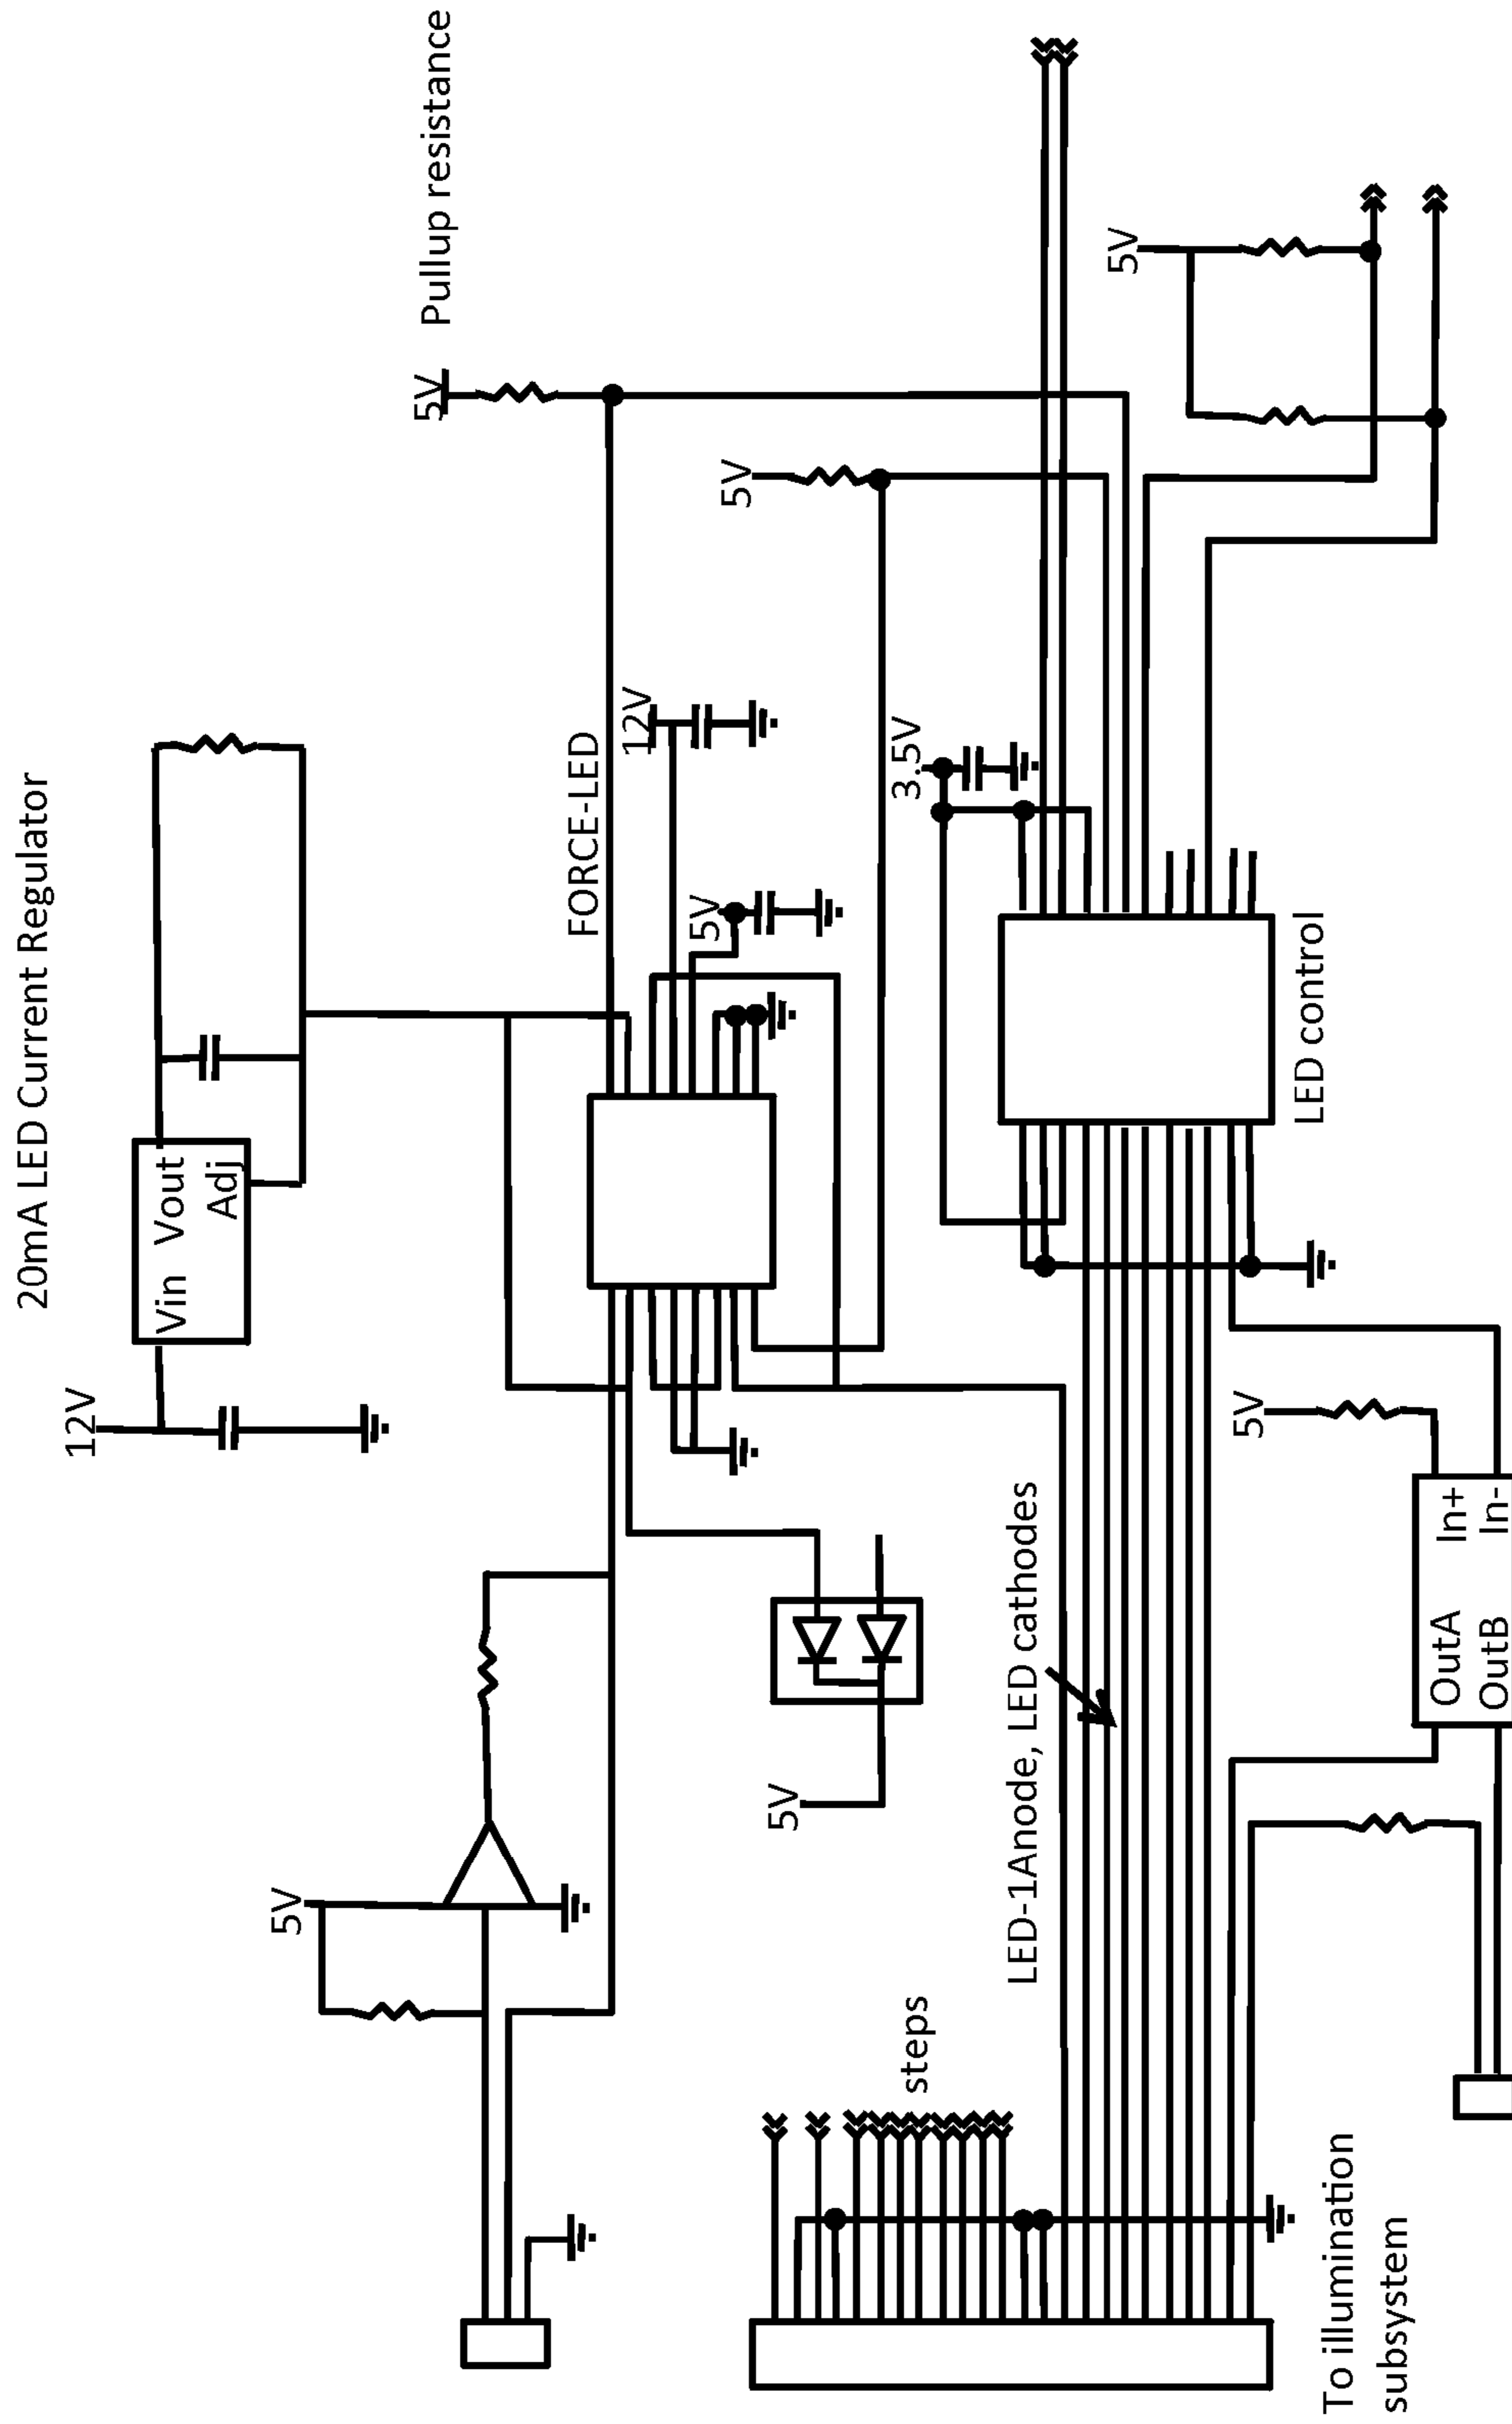 20mA LED Current Regulator
12V
Vin Vout
Adj
5V
Pullup resistance
5V
FORCE-LED
12V
5V
5V
5V
3.5V
steps
LED-1Anode, LED cathodes
5V
5V
LED control
To illumination
subsystem
OutA In+
OutB In-